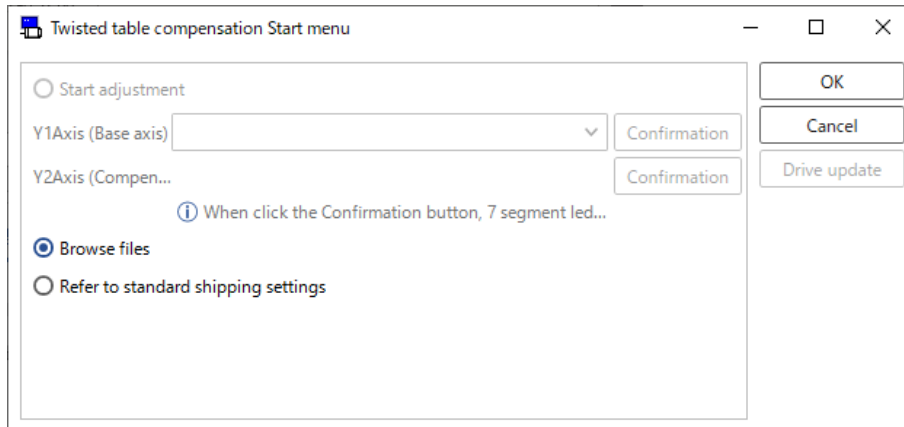 Twisted table compensation Start menu
Start adjustment
OK
Y1Axis (Base axis)
Confirmation
Cancel
Y2Axis (Compen...
Confirmation
Drive update
When click the Confirmation button, 7 segment led...
Browse files
Refer to standard shipping settings